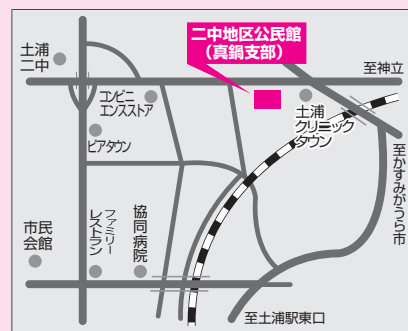 二中地区公民館
（真鍋支部）
土浦
二中
至神立
コンビニ
エンスストア
土浦
クリニック
タウン
ピアタウン
至かすみがうら市
市民
会館
ファミリー
レストラン
協同病院
至土浦駅東口